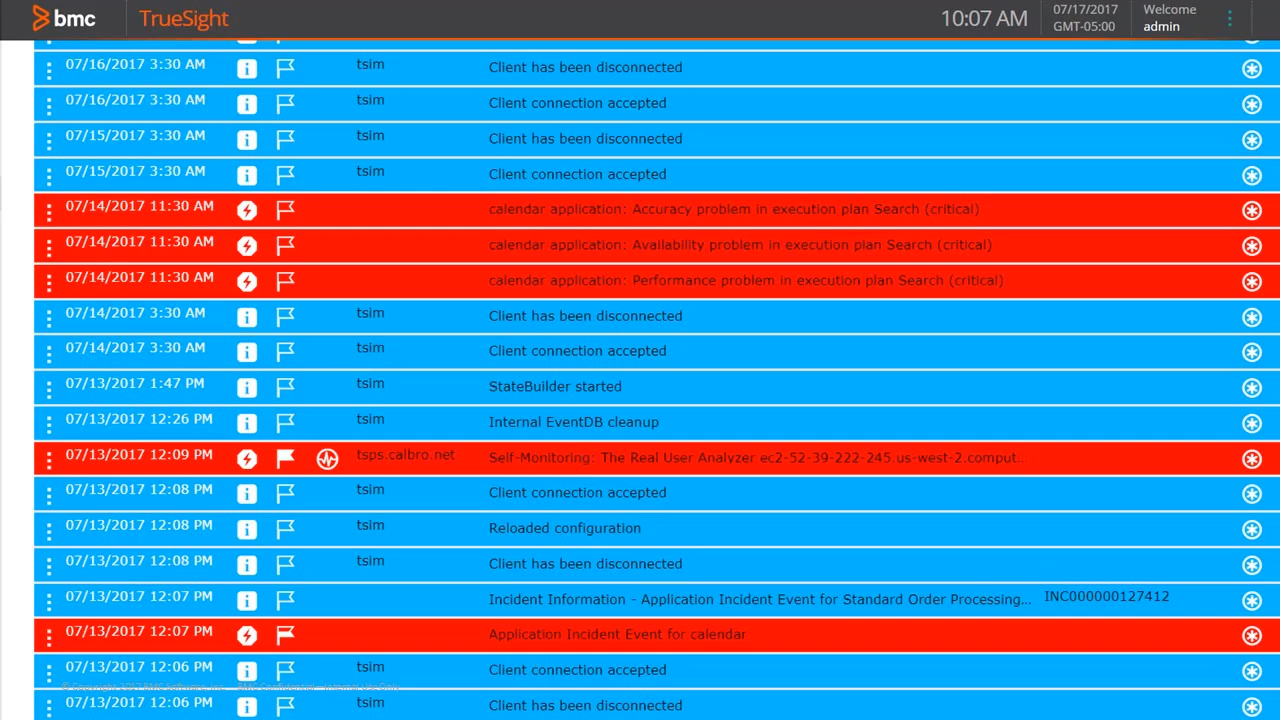 bmc TrueSight 10:07 AM 07/17/2017 Welcome
GMT-05:00 admin
07/16/2017 3:30 AM tsim Client has been disconnected
07/16/2017 3:30 AM tsim Client connection accepted
07/15/2017 3:30 AM tsim Client has been disconnected
07/15/2017 3:30 AM tsim Client connection accepted
07/14/2017 11:30 AM calendar application: Accuracy problem in execution plan Search (critical)
07/14/2017 11:30 AM calendar application: Availability problem in execution plan Search (critical)
07/14/2017 11:30 AM calendar application: Performance problem in execution plan Search (critical)
07/14/2017 3:30 AM tsim Client has been disconnected
07/14/2017 3:30 AM tsim Client connection accepted
07/13/2017 1:47 PM tsim StateBuilder started
07/13/2017 12:26 PM tsim Internal EventDB cleanup
07/13/2017 12:09 PM tsps.calbro.net Self-Monitoring: The Real User Analyzer ec2-52-39-222-245.us-west-2.comput...
07/13/2017 12:08 PM tsim Client connection accepted
07/13/2017 12:08 PM tsim Reloaded configuration
07/13/2017 12:08 PM tsim Client has been disconnected
07/13/2017 12:07 PM Incident Information - Application Incident Event for Standard Order Processing... INC000000127412
07/13/2017 12:07 PM Application Incident Event for calendar
07/13/2017 12:06 PM tsim Client connection accepted
© Copyright 2017 BMC Software, Inc. BMC Confidential—Internal Use Only
07/13/2017 12:06 PM tsim Client has been disconnected